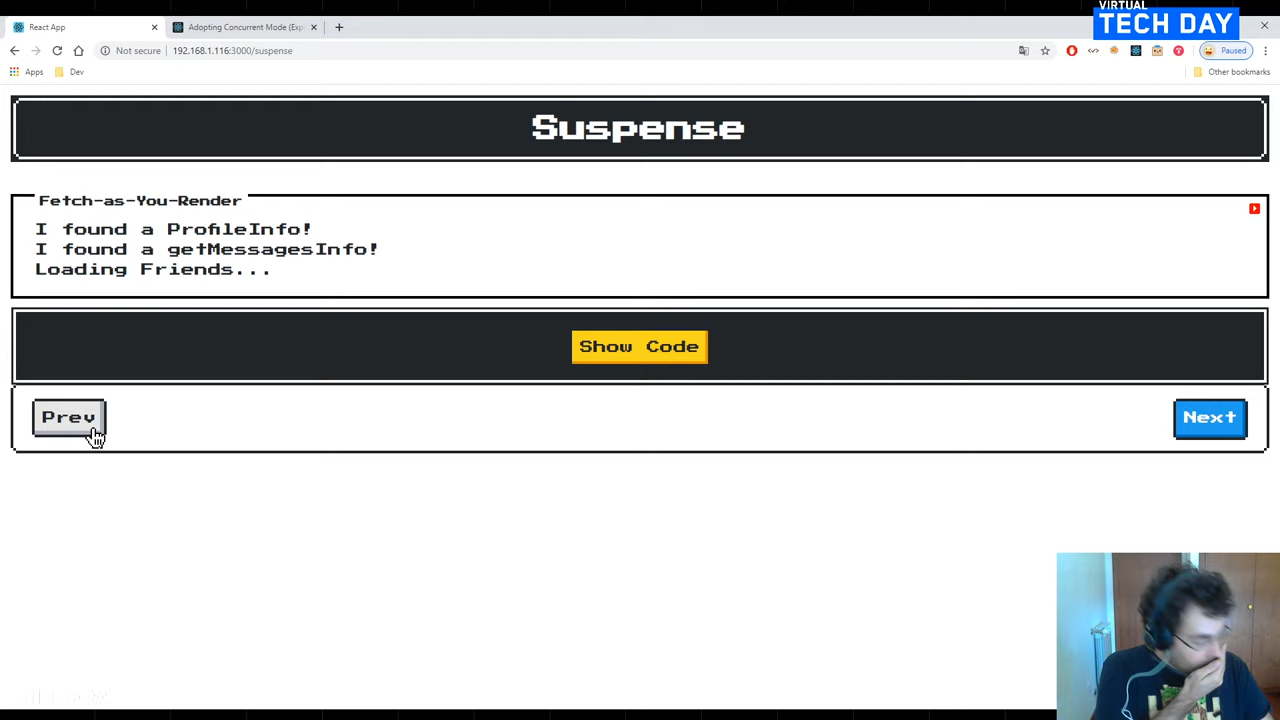 VIRTUAL
TECH DAY
React App
Adopting Concurrent Mode (Exp
Not secure
192.168.1.116:3000/suspense
Paused
Apps
Dev
Other bookmarks
Suspense
Fetch-as-You-Render
I found a ProfileInfo!
I found a getMessagesInfo!
Loading Friends...
Show Code
Prev
Next